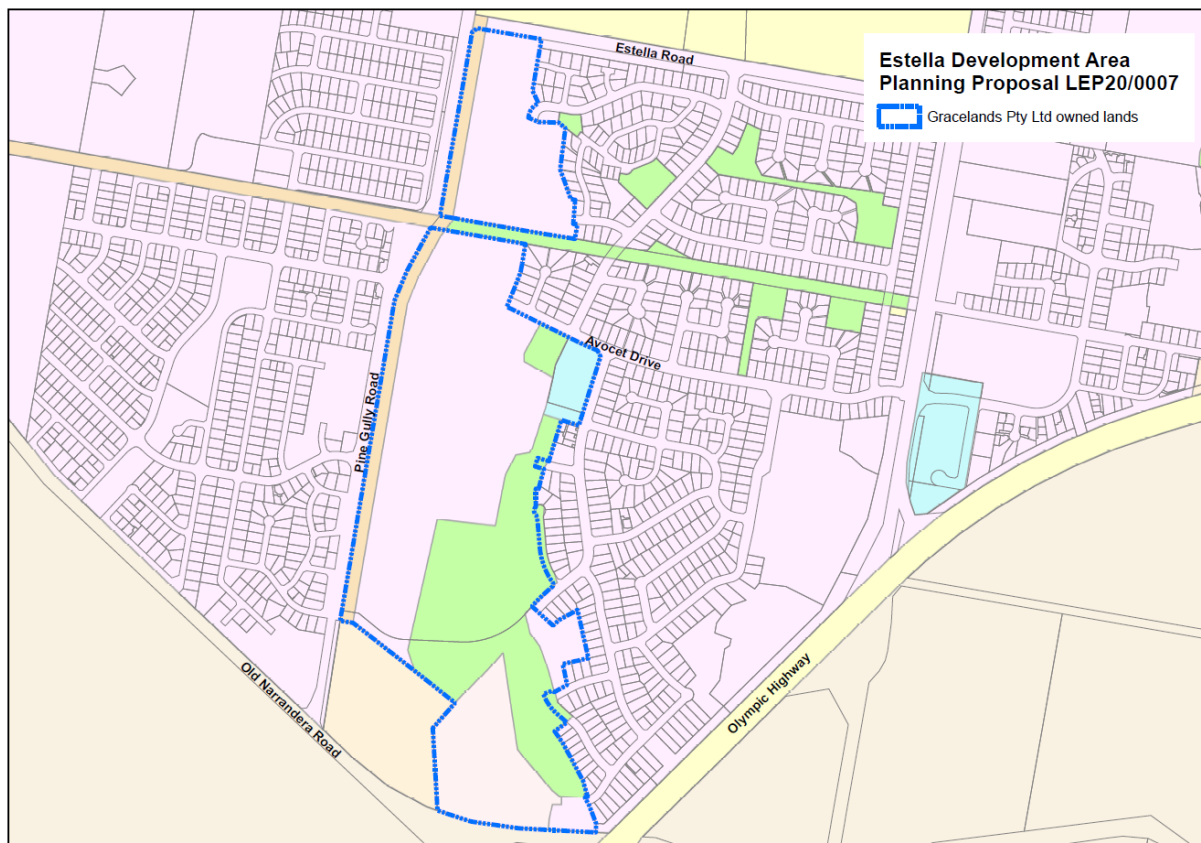 Estella Road
Estella Development Area
Planning Proposal LEP20/0007
Gracelands Pty Ltd owned lands
Avocet Drive
Pine Gully Road
Old Narrandera Road
Olympic Highway